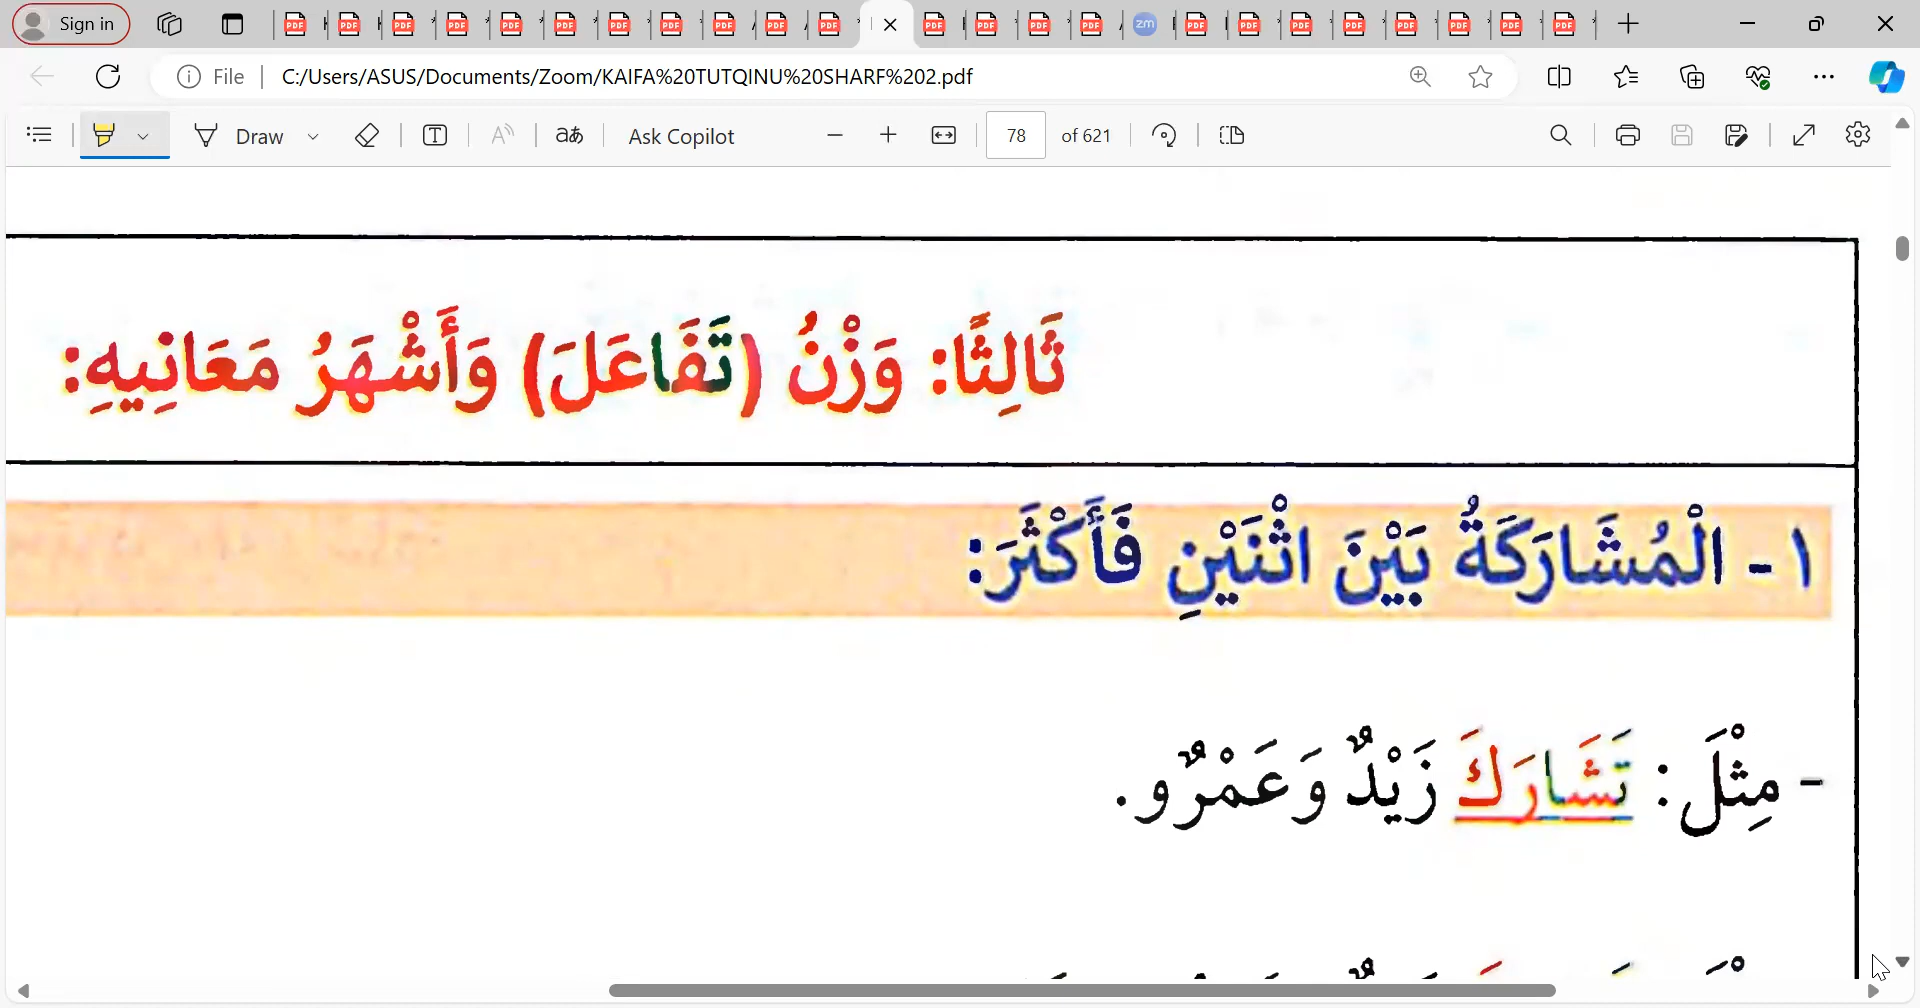 Sign in
File
C:/Users/ASUS/Documents/Zoom/KAIFA%20TUTQINU%20SHARF%202.pdf
Draw
Ask Copilot
78 of 621
ثَالِثًا: وَزْنُ (تَفَاعَلَ) وَأَشْهَرُ مَعَانِيهِ:
١- الْمُشَارَكَةُ بَيْنَ اثْنَيْنِ فَأَكْثَرَ:
- مِثْلَ: تَشَارَكَ زَيْدٌ وَعَمْرٌو.